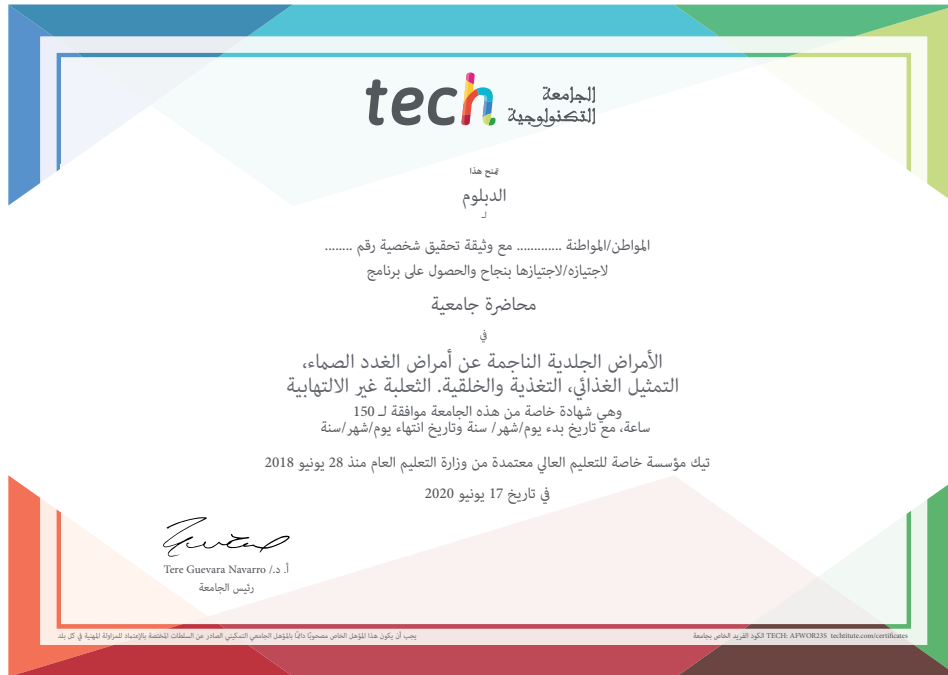 tech الجامعة
التكنولوجية
تمنح هذا
الدبلوم
لـ
المواطن/المواطنة ............. مع وثيقة تحقيق شخصية رقم ........
لاجتيازه/لاجتيازها بنجاح والحصول على برنامج
محاضرة جامعية
في
الأمراض الجلدية الناجمة عن أمراض الغدد الصماء،
التمثيل الغذائي، التغذية والخلقية. الثعلبة غير الالتهابية
وهي شهادة خاصة من هذه الجامعة موافقة لـ 150
ساعة، مع تاريخ بدء يوم/شهر/ سنة وتاريخ انتهاء يوم/شهر/سنة
تيك مؤسسة خاصة للتعليم العالي معتمدة من وزارة التعليم العام منذ 28 يونيو 2018
في تاريخ 17 يونيو 2020
أ. د./ Tere Guevara Navarro
رئيس الجامعة
يجب أن يكون هذا المؤهل الخاص مصحوبًا دائمًا بالمؤهل الجامعي التمكيني الصادر عن السلطات المختصة بالإعتماد للمزاولة المهنية في كل بلد
الكود الفريد الخاص بجامعة TECH: AFWOR23S techtitute.com/certificates